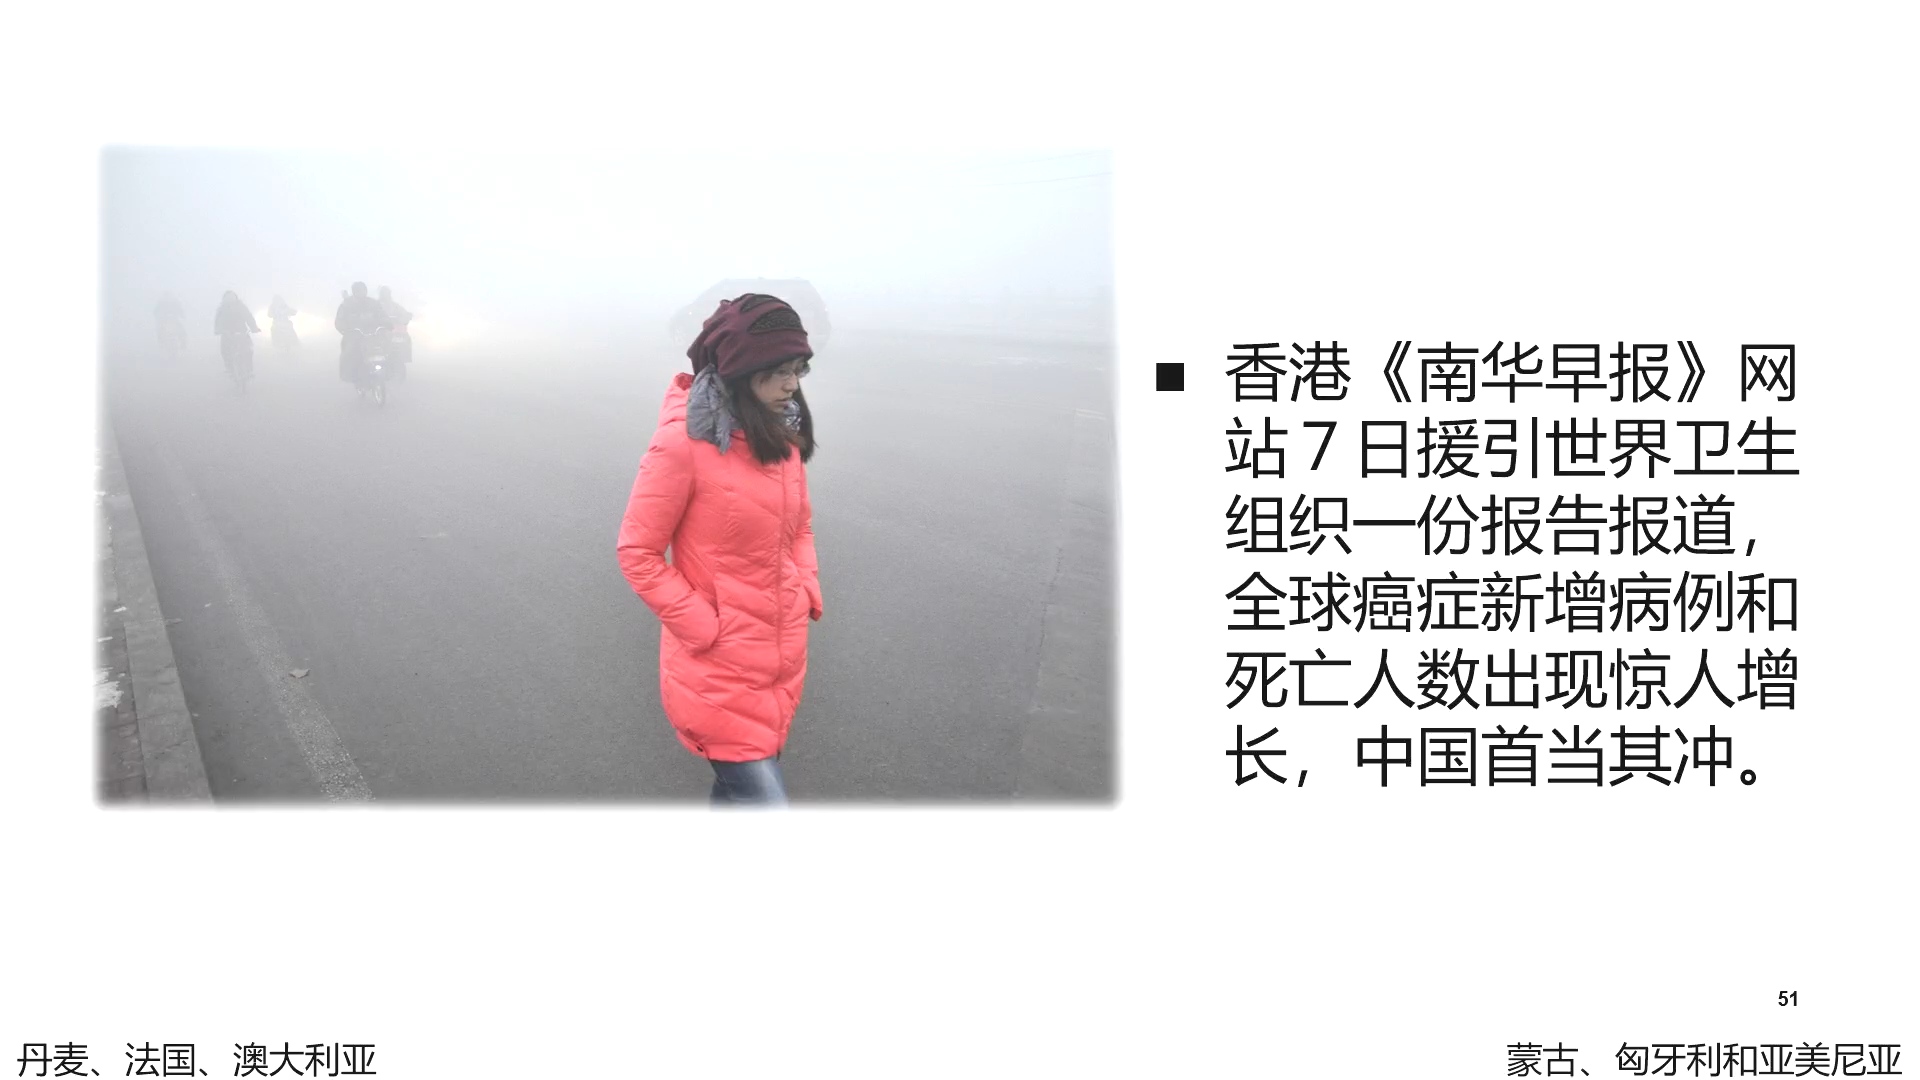 ■ 香港《南华早报》网
站７日援引世界卫生
组织一份报告报道，
全球癌症新增病例和
死亡人数出现惊人增
长，中国首当其冲。
51
丹麦、法国、澳大利亚
蒙古、匈牙利和亚美尼亚